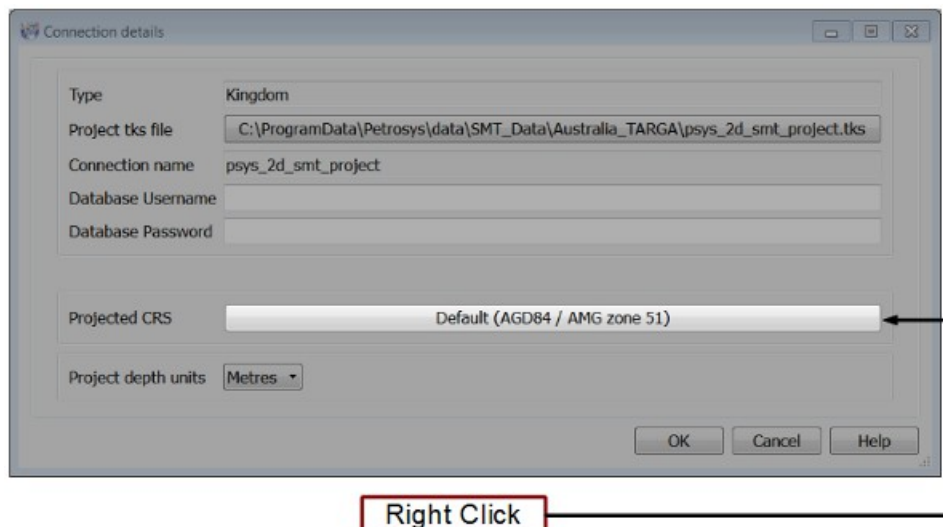 Connection details
Type Kingdom
Project tks file C:\ProgramData\Petrosys\data\SMT_Data\Australia_TARGA\psys_2d_smt_project.tks
Connection name psys_2d_smt_project
Database Username
Database Password
Projected CRS Default (AGD84 / AMG zone 51)
Project depth units Metres
OK Cancel Help
Right Click